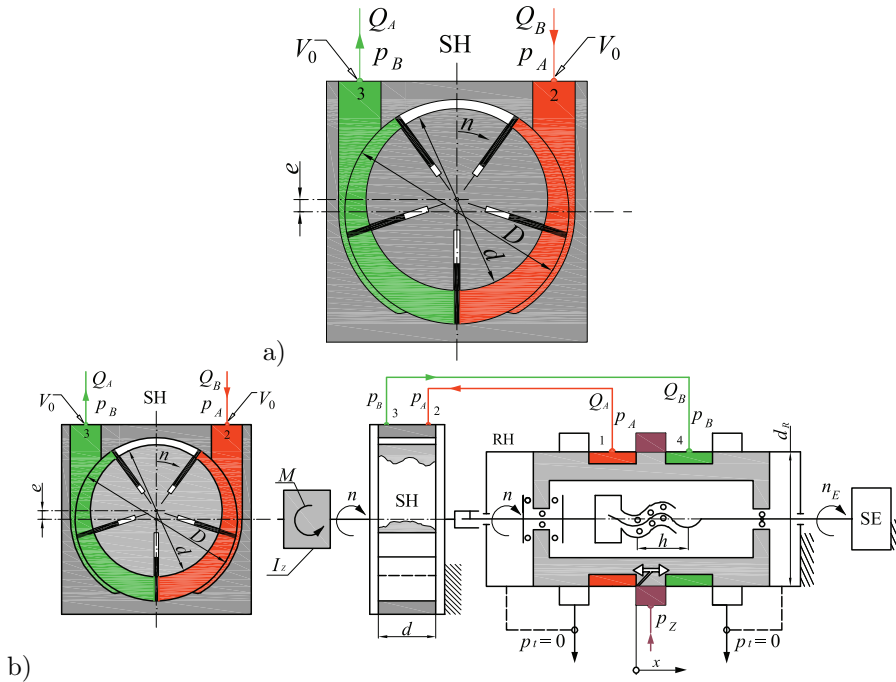 Q_A
Q_B
SH
V_0
p_B
p_A
V_0
3
2
n
e
D
d
a)
Q_A
Q_B
SH
V_0
p_B
p_A
V_0
3
2
n
e
D
d
M
n
I_Z
p_B
3
p_A
2
SH
d
Q_A
p_A
Q_B
p_B
RH
1
4
d_R
n
h
n_E
SE
p_t=0
p_Z
p_t=0
x
b)